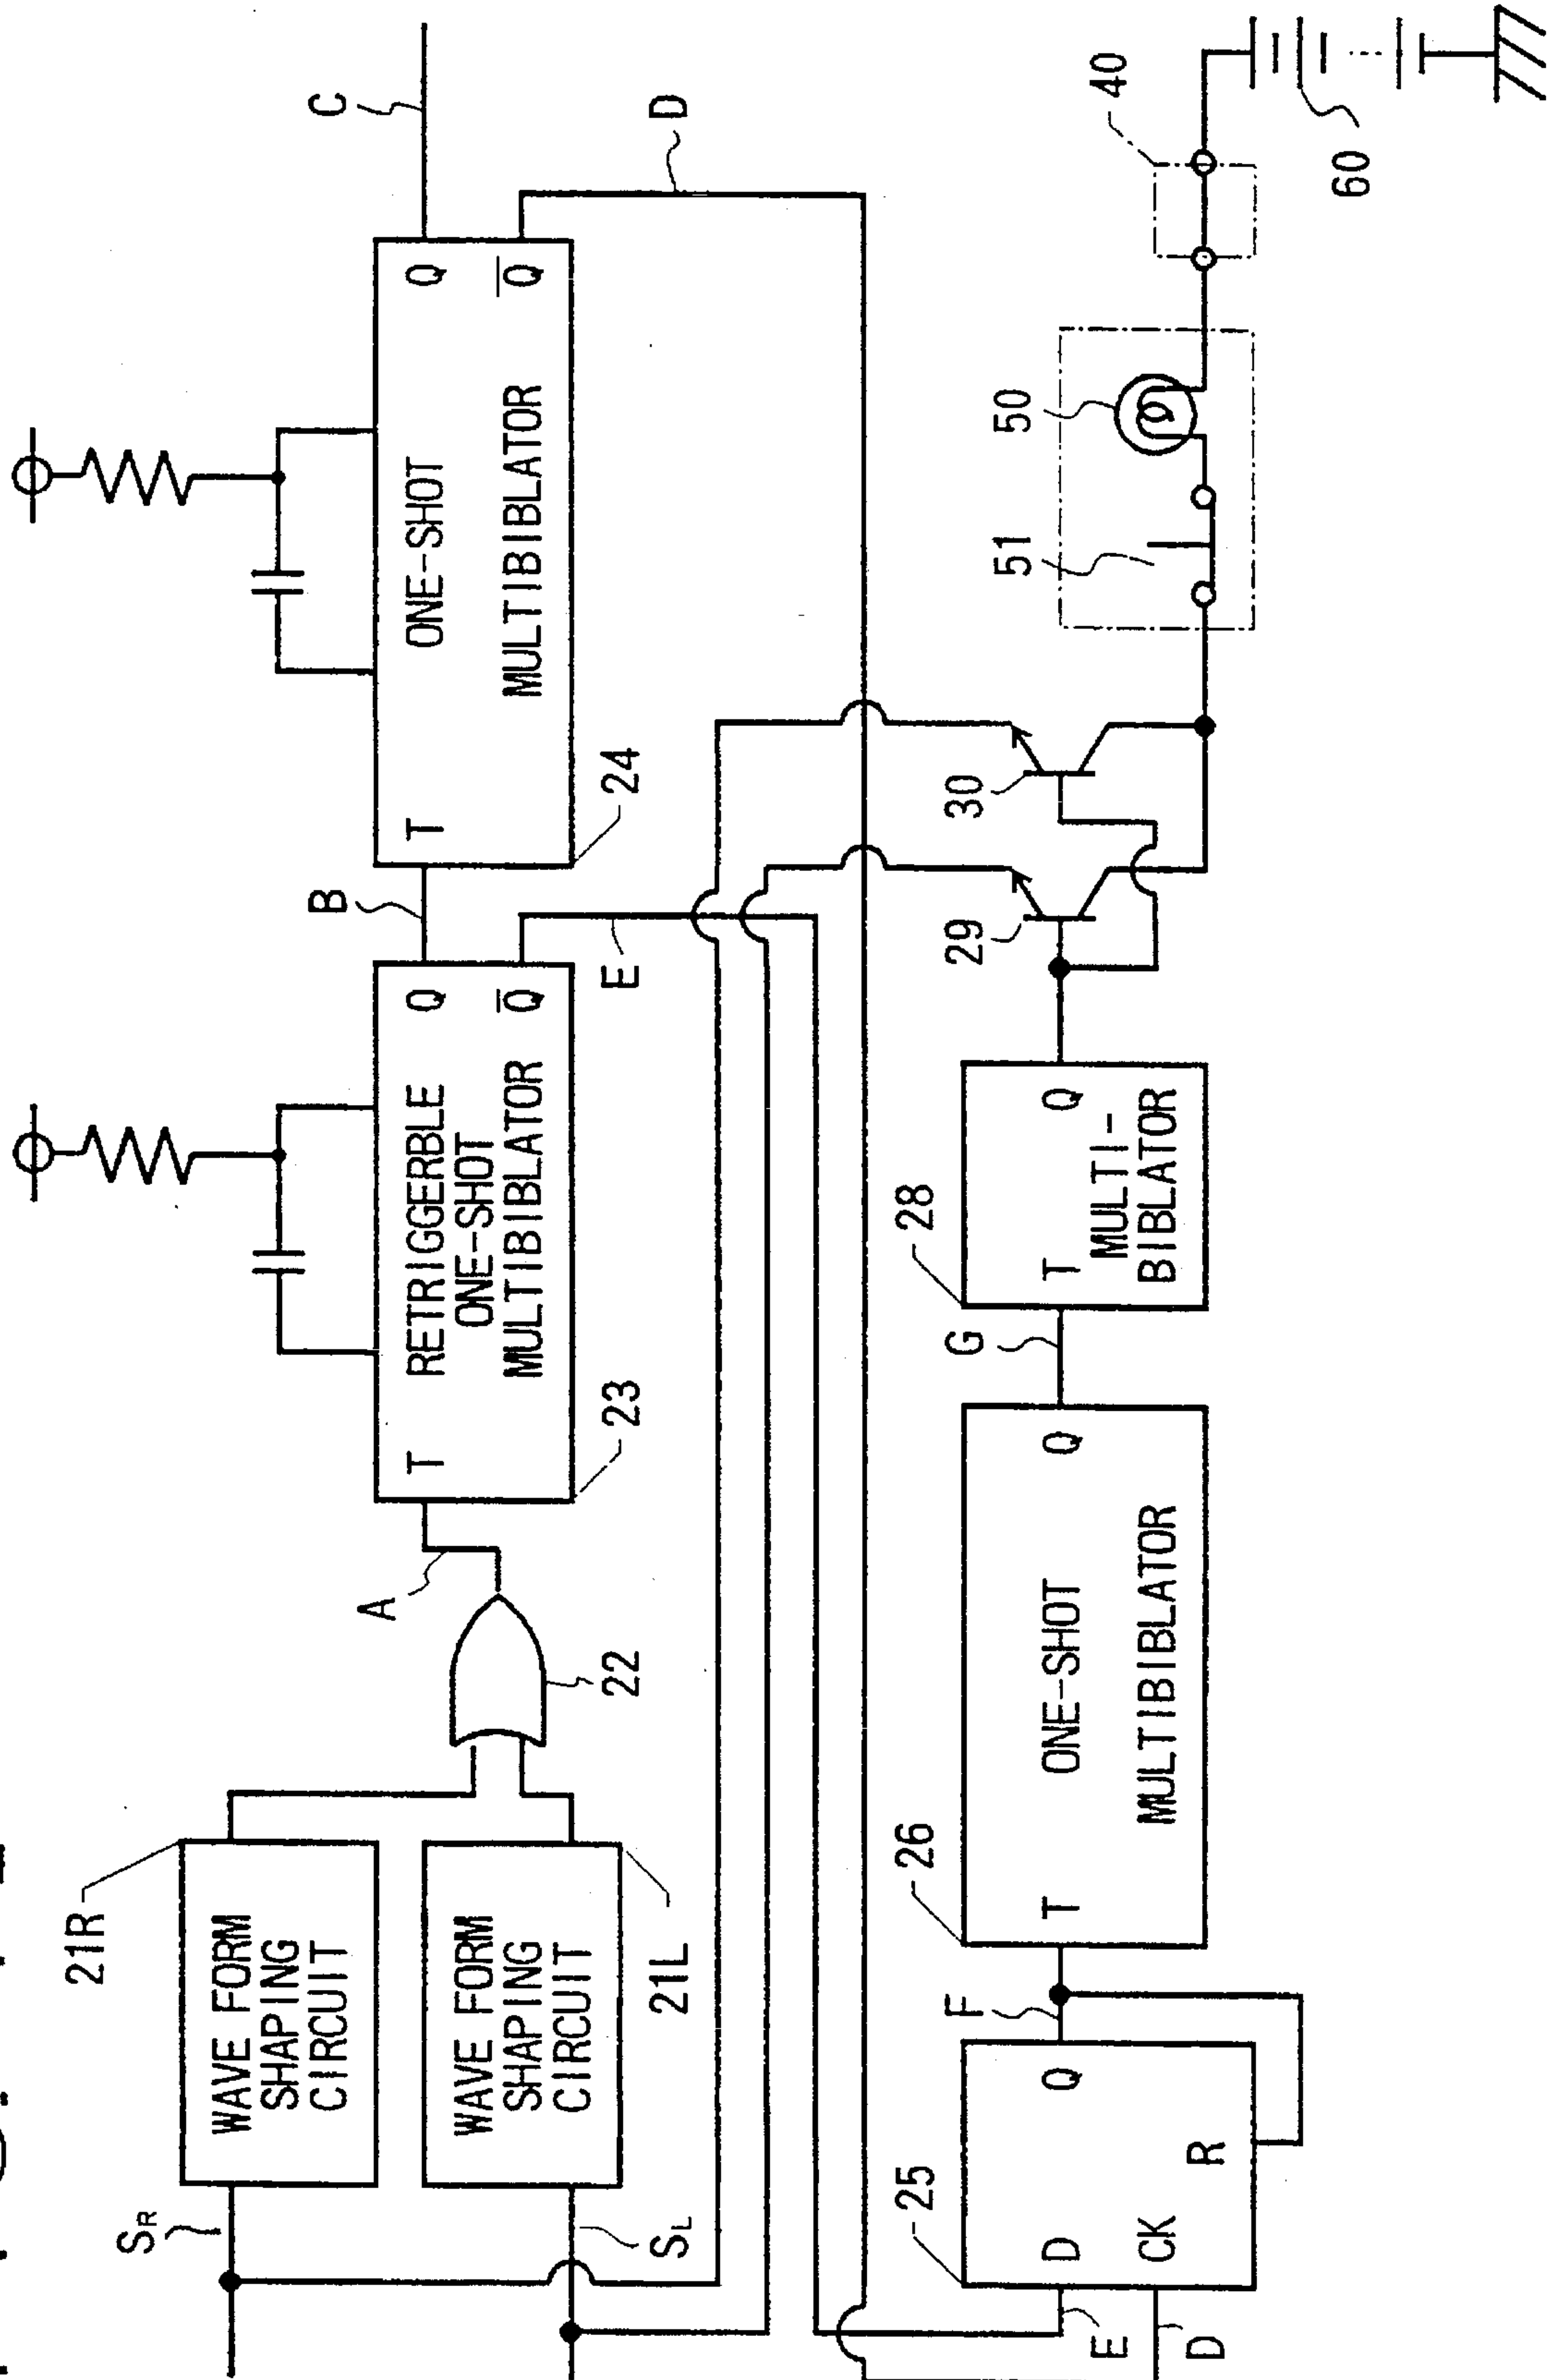 21R
WAVE FORM
SHAPING
CIRCUIT
SR
WAVE FORM
SHAPING
CIRCUIT
21L
SL
22
A
T
RETRIGGERBLE
ONE-SHOT
MULTIBIBLATOR
Q
Q̅
23
B
E
T
ONE-SHOT
MULTIBIBLATOR
Q
Q̅
24
C
D
25
D
CK
Q
R
E
D
F
26
T
ONE-SHOT
MULTIBIBLATOR
Q
G
28
T
MULTI-
BIBLATOR
Q
29
30
51
50
40
60